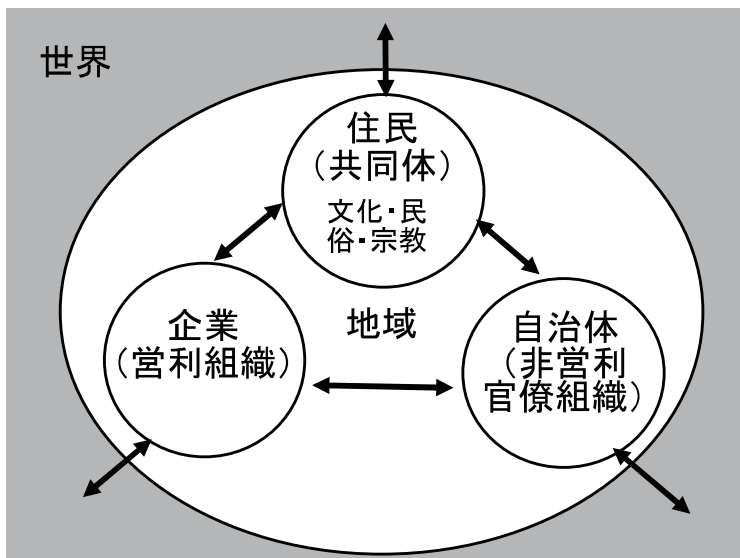 世界
住民
（共同体）
文化・民
俗・宗教
企業
（営利組織）
地域
自治体
（非営利
官僚組織）